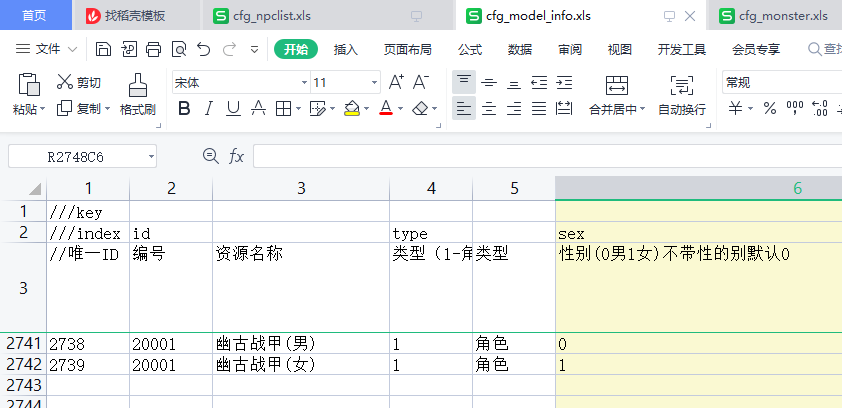 首页 找稻壳模板 cfg_npclist.xls cfg_model_info.xls cfg_monster.xls
文件 开始 插入 页面布局 公式 数据 审阅 视图 开发工具 会员专享 查找
粘贴 剪切 复制 格式刷 宋体 11 A+ A- B I U A A 合并居中 自动换行 常规 ¥ % 000 .00
R2748C6 fx
1 2 3 4 5 6
1 ///key
2 ///index id type sex
3 //唯一ID 编号 资源名称 类型（1-角 类型 性别(0男1女)不带性的别默认0
2741 2738 20001 幽古战甲(男) 1 角色 0
2742 2739 20001 幽古战甲(女) 1 角色 1
2743
2744